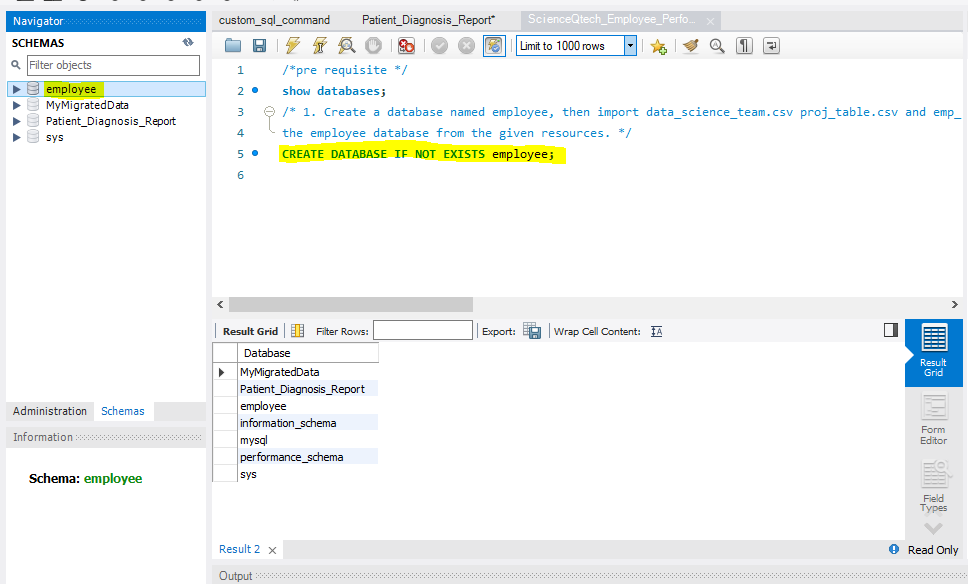 Navigator
SCHEMAS
Filter objects
employee
MyMigratedData
Patient_Diagnosis_Report
sys
Administration Schemas
Information
Schema: employee
custom_sql_command Patient_Diagnosis_Report* ScienceQtech_Employee_Perfo...
Limit to 1000 rows
1 /*pre requisite */
2 show databases;
3 /* 1. Create a database named employee, then import data_science_team.csv proj_table.csv and emp_
4 the employee database from the given resources. */
5 CREATE DATABASE IF NOT EXISTS employee;
6
Result Grid Filter Rows: Export: Wrap Cell Content: IA
Database
MyMigratedData
Patient_Diagnosis_Report
employee
information_schema
mysql
performance_schema
sys
Result
Grid
Form
Editor
Field
Types
Result 2
Read Only
Output